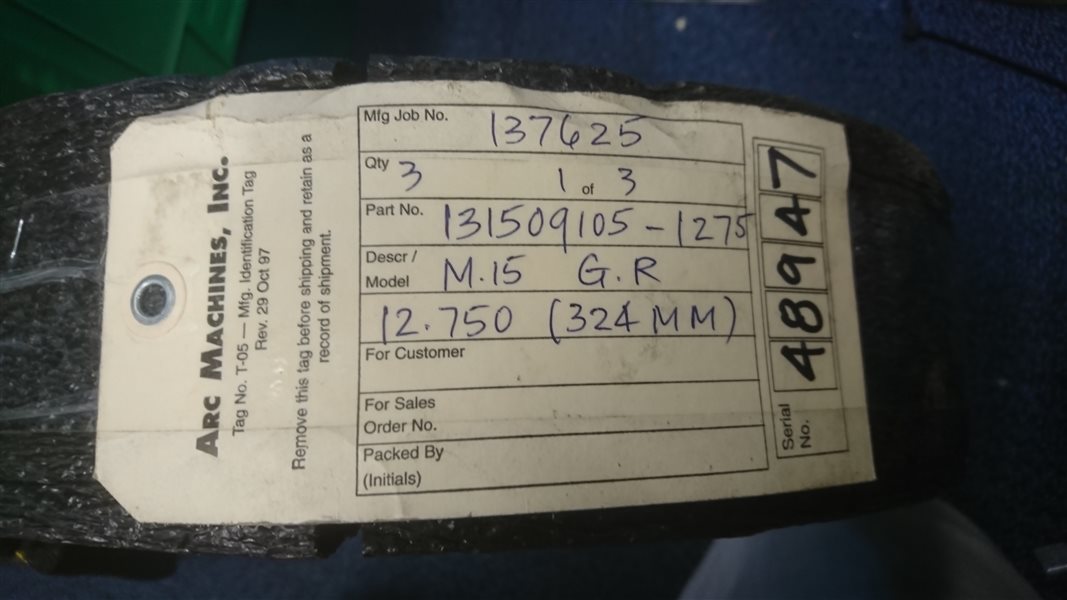 ARC MACHINES, INC.
Tag No. T-05 — Mfg. Identification Tag
Rev. 29 Oct 97
Remove this tag before shipping and retain as a
record of shipment.
Mfg Job No. 137625
Qty 3 1 of 3
Part No. 131509105-1275
Descr /
Model M.15 G.R
12.750 (324MM)
For Customer
For Sales
Order No.
Packed By
(Initials)
Serial
No. 48947